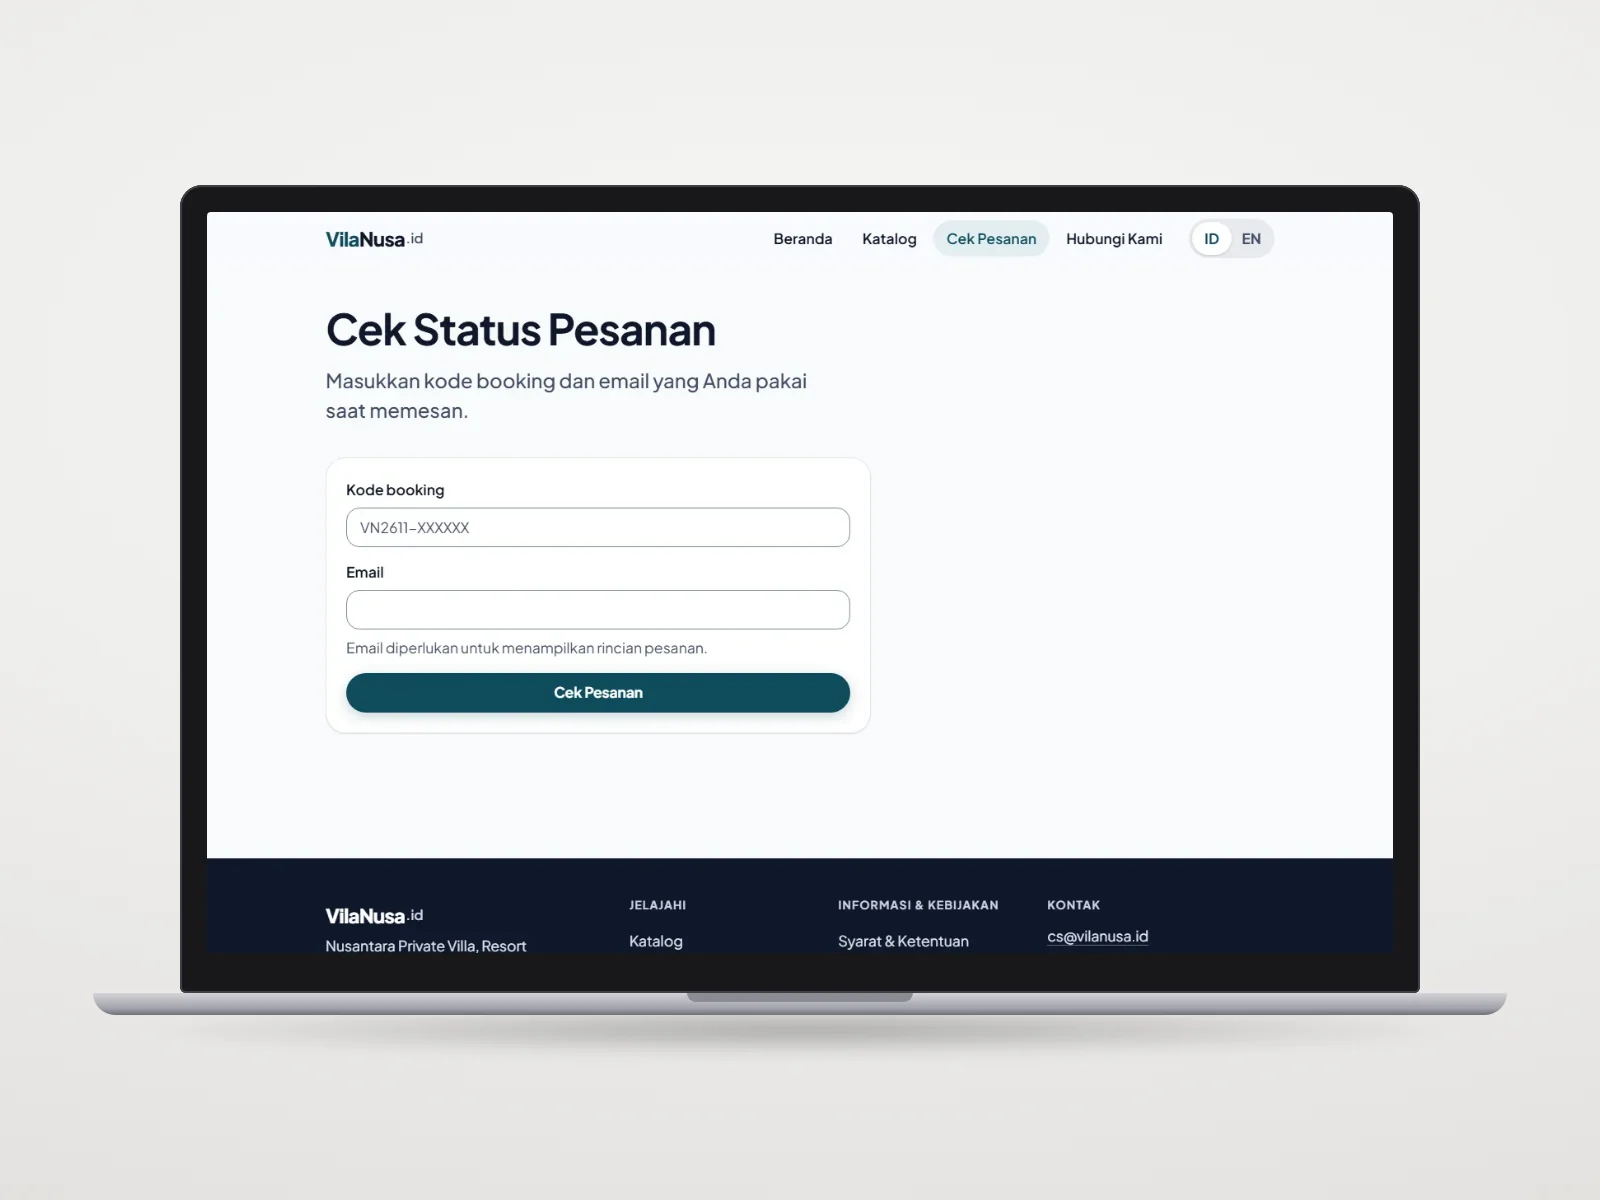 VilaNusa.id
Beranda
Katalog
Cek Pesanan
Hubungi Kami
ID
EN
Cek Status Pesanan
Masukkan kode booking dan email yang Anda pakai
saat memesan.
Kode booking
VN2611-XXXXXX
Email
Email diperlukan untuk menampilkan rincian pesanan.
Cek Pesanan
VilaNusa.id
Nusantara Private Villa, Resort
JELAJAHI
Katalog
INFORMASI & KEBIJAKAN
Syarat & Ketentuan
KONTAK
cs@vilanusa.id